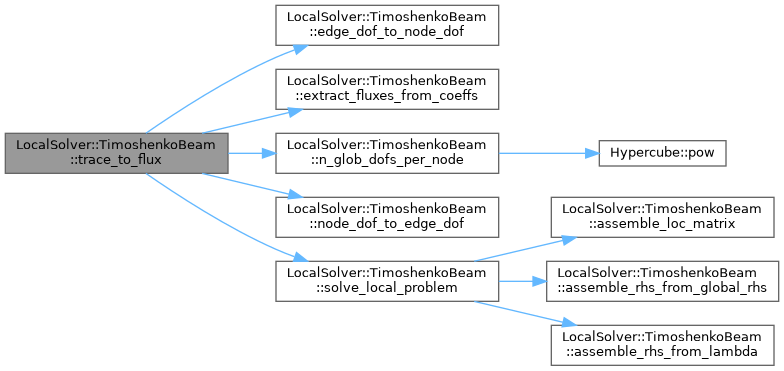 LocalSolver::TimoshenkoBeam
::trace_to_flux
LocalSolver::TimoshenkoBeam
::edge_dof_to_node_dof
LocalSolver::TimoshenkoBeam
::extract_fluxes_from_coeffs
LocalSolver::TimoshenkoBeam
::n_glob_dofs_per_node
Hypercube::pow
LocalSolver::TimoshenkoBeam
::node_dof_to_edge_dof
LocalSolver::TimoshenkoBeam
::solve_local_problem
LocalSolver::TimoshenkoBeam
::assemble_loc_matrix
LocalSolver::TimoshenkoBeam
::assemble_rhs_from_global_rhs
LocalSolver::TimoshenkoBeam
::assemble_rhs_from_lambda